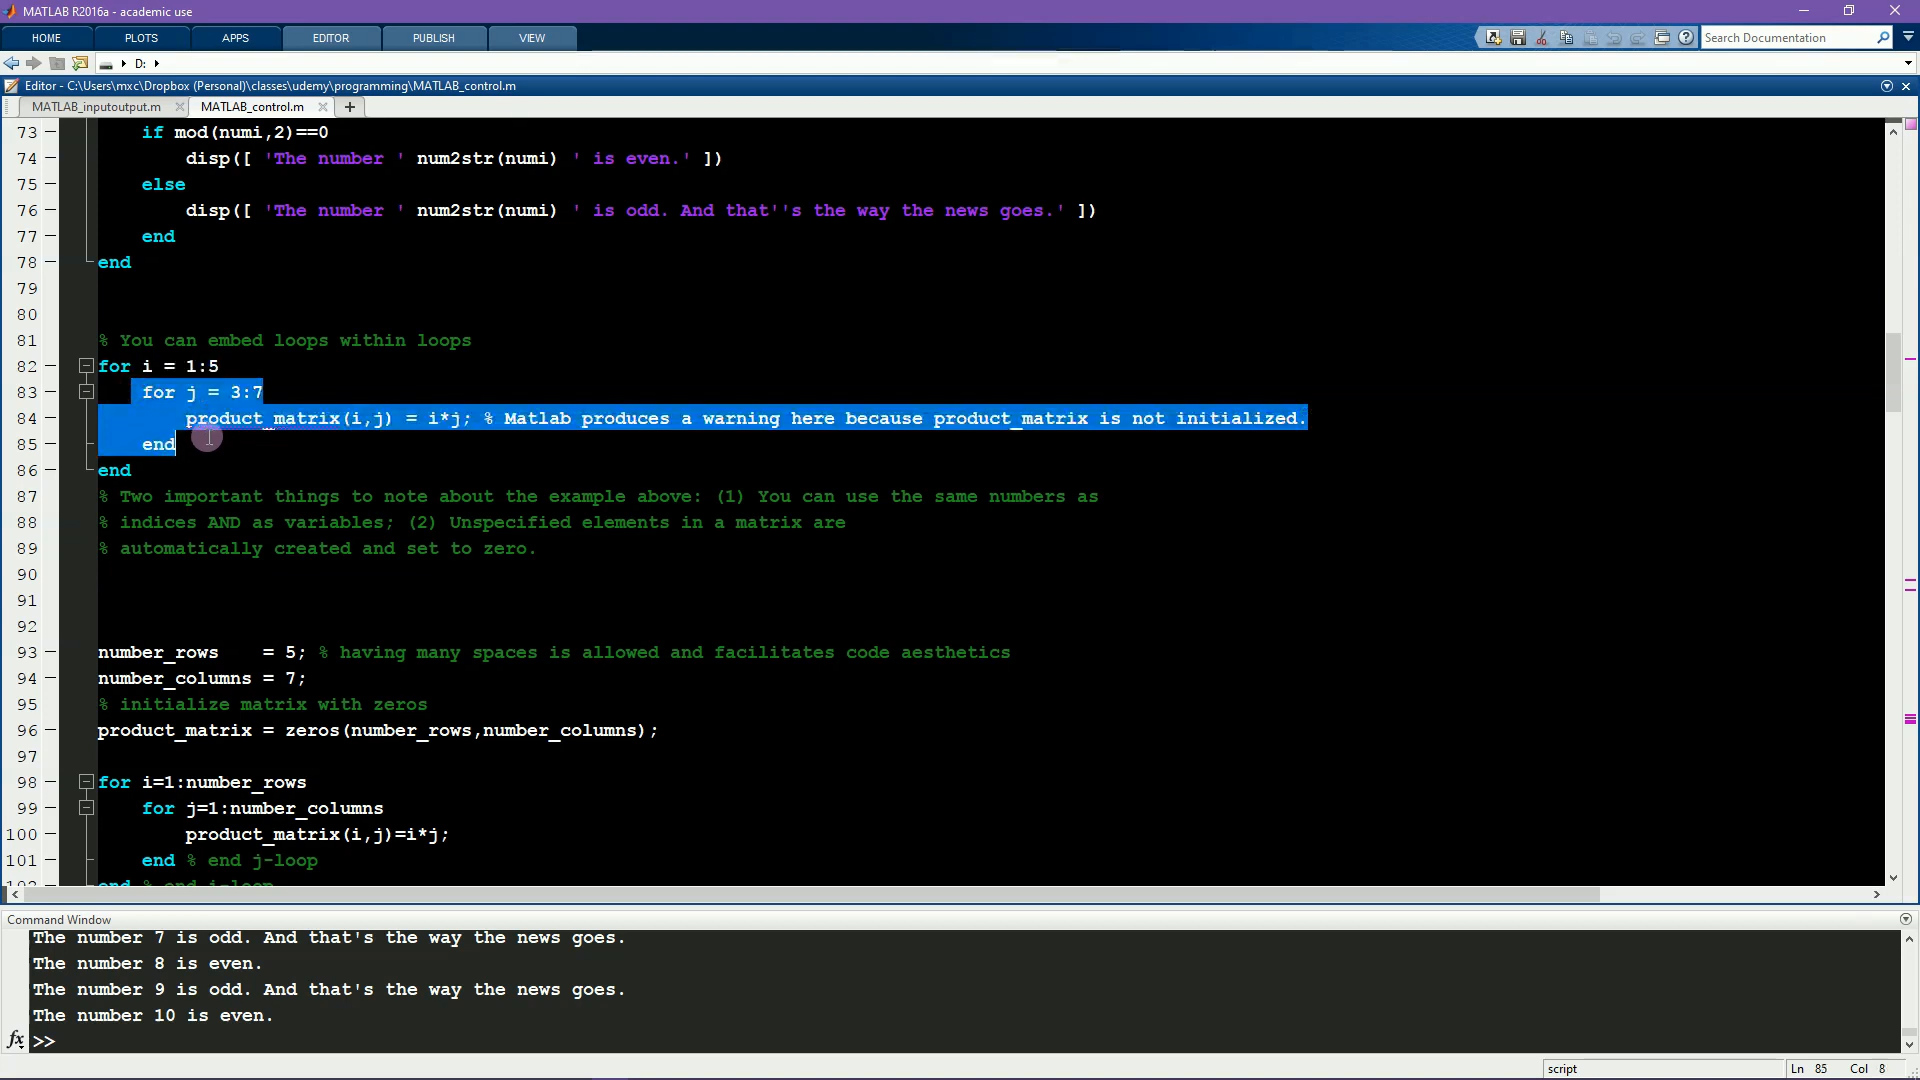 MATLAB R2016a - academic use
HOME PLOTS APPS EDITOR PUBLISH VIEW Search Documentation
D:
Editor - C:\Users\mxc\Dropbox (Personal)\classes\udemy\programming\MATLAB_control.m
MATLAB_inputoutput.m MATLAB_control.m
73 if mod(numi,2)==0
74 disp([ 'The number ' num2str(numi) ' is even.' ])
75 else
76 disp([ 'The number ' num2str(numi) ' is odd. And that''s the way the news goes.' ])
77 end
78 end
79
80
81 % You can embed loops within loops
82 for i = 1:5
83 for j = 3:7
84 product_matrix(i,j) = i*j; % Matlab produces a warning here because product_matrix is not initialized.
85 end
86 end
87 % Two important things to note about the example above: (1) You can use the same numbers as
88 % indices AND as variables; (2) Unspecified elements in a matrix are
89 % automatically created and set to zero.
90
91
92
93 number_rows = 5; % having many spaces is allowed and facilitates code aesthetics
94 number_columns = 7;
95 % initialize matrix with zeros
96 product_matrix = zeros(number_rows,number_columns);
97
98 for i=1:number_rows
99 for j=1:number_columns
100 product_matrix(i,j)=i*j;
101 end % end j-loop
102 end % end i-loop
Command Window
The number 7 is odd. And that's the way the news goes.
The number 8 is even.
The number 9 is odd. And that's the way the news goes.
The number 10 is even.
fx >>
script Ln 85 Col 8